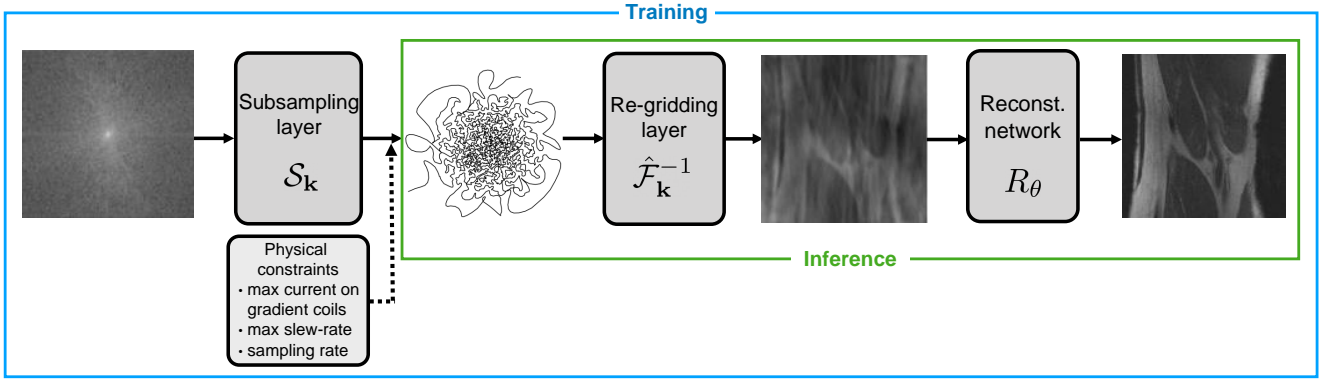 Training
Subsampling
layer
$\mathcal{S}_{\mathbf{k}}$
Re-gridding
layer
$\hat{\mathcal{F}}_{\mathbf{k}}^{-1}$
Reconst.
network
$R_{\theta}$
Inference
Physical
constraints
• max current on
gradient coils
• max slew-rate
• sampling rate